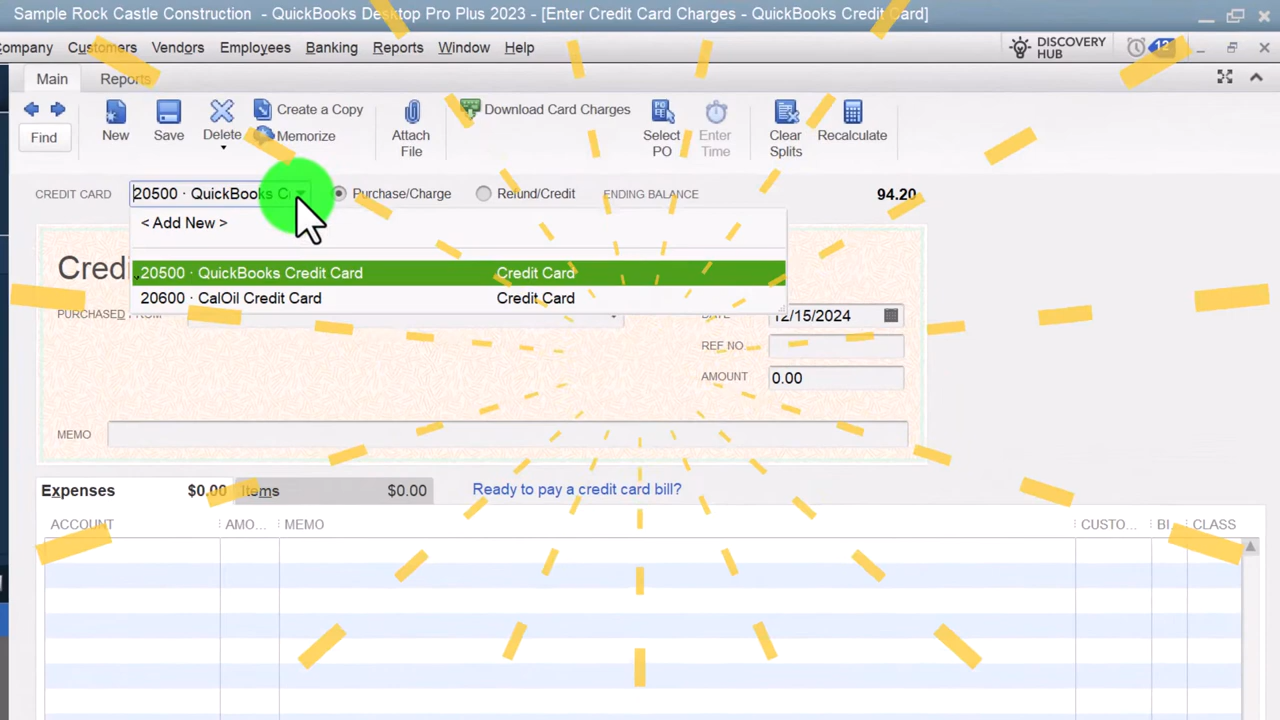 Sample Rock Castle Construction - QuickBooks Desktop Pro Plus 2023 - [Enter Credit Card Charges - QuickBooks Credit Card]
ompany Customers Vendors Employees Banking Reports Window Help
DISCOVERY HUB
12
Main Reports
Find
New
Save
Delete
Create a Copy
Memorize
Attach File
Download Card Charges
Select PO
Enter Time
Clear Splits
Recalculate
CREDIT CARD 20500 · QuickBooks C Purchase/Charge Refund/Credit ENDING BALANCE 94.20
< Add New >
20500 · QuickBooks Credit Card Credit Card
20600 · CalOil Credit Card Credit Card
Credi
PURCHASED FROM
DATE 12/15/2024
REF NO.
AMOUNT 0.00
MEMO
Expenses $0.00 Items $0.00 Ready to pay a credit card bill?
ACCOUNT AMO... MEMO CUSTO... BI... CLASS